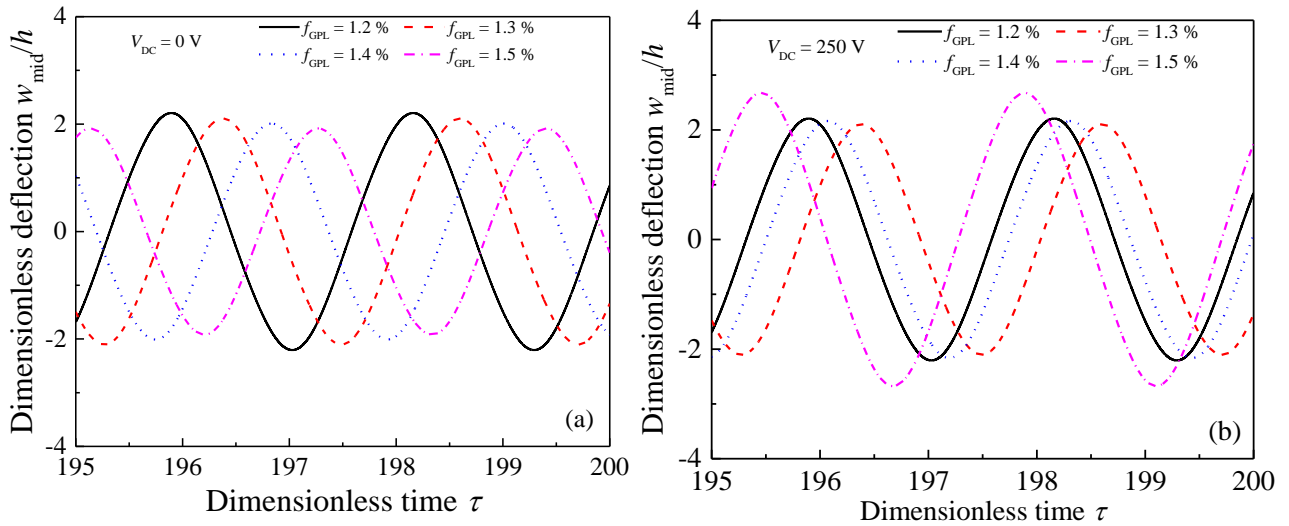 4
2
0
-2
-4
Dimensionless deflection w_mid/h
V_DC = 0 V
f_GPL = 1.2 %
f_GPL = 1.3 %
f_GPL = 1.4 %
f_GPL = 1.5 %
(a)
195 196 197 198 199 200
Dimensionless time τ
4
2
0
-2
-4
Dimensionless deflection w_mid/h
V_DC = 250 V
f_GPL = 1.2 %
f_GPL = 1.3 %
f_GPL = 1.4 %
f_GPL = 1.5 %
(b)
195 196 197 198 199 200
Dimensionless time τ